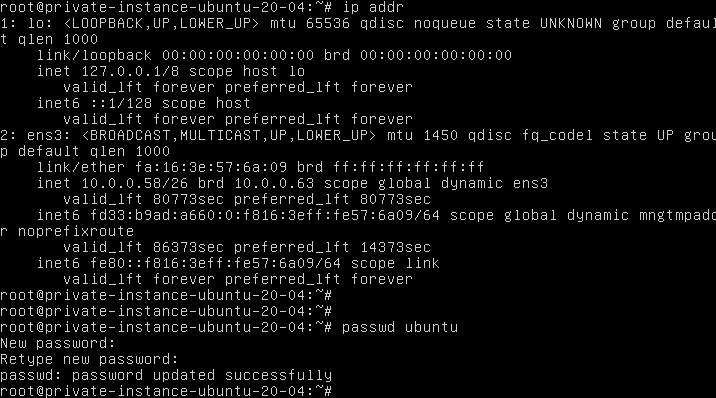 root@private-instance-ubuntu-20-04:~# ip addr
1: lo: <LOOPBACK,UP,LOWER_UP> mtu 65536 qdisc noqueue state UNKNOWN group defaul
t qlen 1000
    link/loopback 00:00:00:00:00:00 brd 00:00:00:00:00:00
    inet 127.0.0.1/8 scope host lo
       valid_lft forever preferred_lft forever
    inet6 ::1/128 scope host
       valid_lft forever preferred_lft forever
2: ens3: <BROADCAST,MULTICAST,UP,LOWER_UP> mtu 1450 qdisc fq_codel state UP grou
p default qlen 1000
    link/ether fa:16:3e:57:6a:09 brd ff:ff:ff:ff:ff:ff
    inet 10.0.0.58/26 brd 10.0.0.63 scope global dynamic ens3
       valid_lft 80773sec preferred_lft 80773sec
    inet6 fd33:b9ad:a660:0:f816:3eff:fe57:6a09/64 scope global dynamic mngtmpadd
r noprefixroute
       valid_lft 86373sec preferred_lft 14373sec
    inet6 fe80::f816:3eff:fe57:6a09/64 scope link
       valid_lft forever preferred_lft forever
root@private-instance-ubuntu-20-04:~#
root@private-instance-ubuntu-20-04:~#
root@private-instance-ubuntu-20-04:~# passwd ubuntu
New password:
Retype new password:
passwd: password updated successfully
root@private-instance-ubuntu-20-04:~#